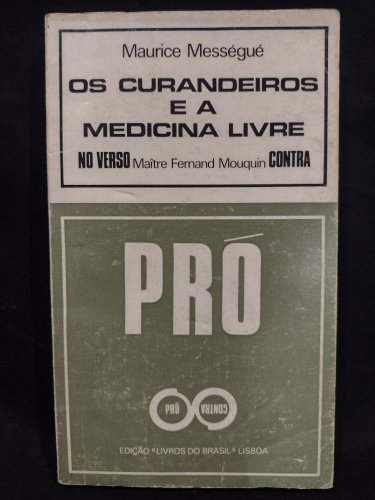 Maurice Mességué
OS CURANDEIROS
E A
MEDICINA LIVRE
NO VERSO Maître Fernand Mouquin CONTRA
PRÓ
PRÓ CONTRA
EDIÇÃO "LIVROS DO BRASIL" LISBOA